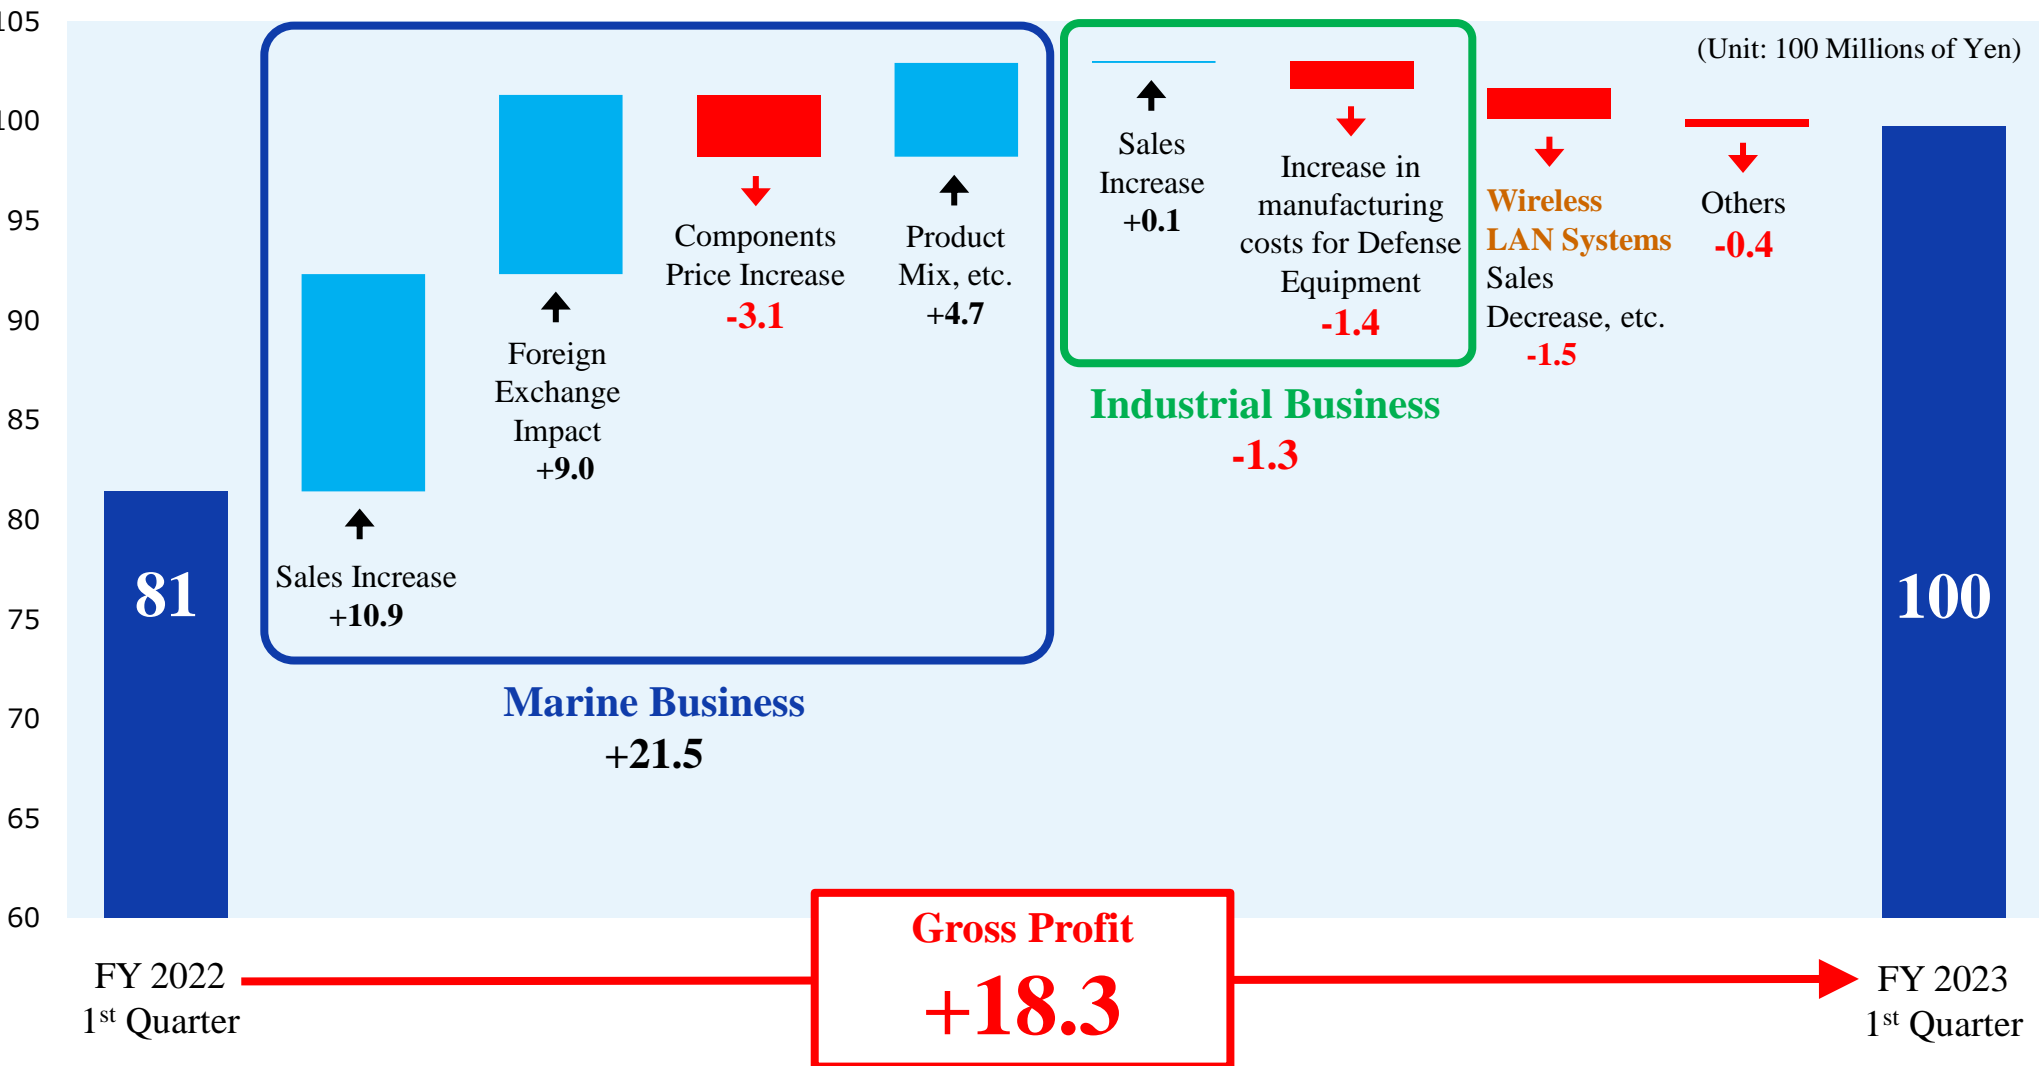 (Unit: 100 Millions of Yen)
105
100
95
90
85
80
75
70
65
60
81
Sales Increase
+10.9
Foreign
Exchange
Impact
+9.0
Components
Price Increase
-3.1
Product
Mix, etc.
+4.7
Marine Business
+21.5
Sales
Increase
+0.1
Increase in
manufacturing
costs for Defense
Equipment
-1.4
Industrial Business
-1.3
Wireless
LAN Systems
Sales
Decrease, etc.
-1.5
Others
-0.4
100
Gross Profit
+18.3
FY 2022
1st Quarter
FY 2023
1st Quarter